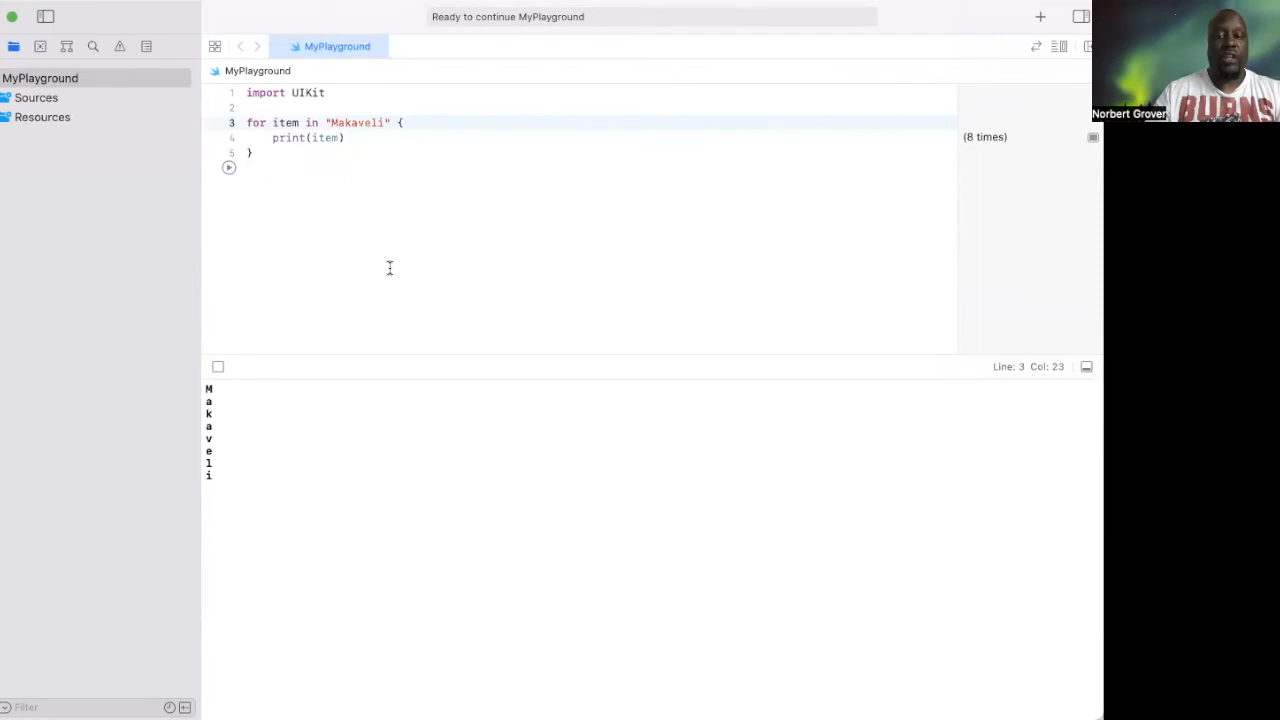 Ready to continue MyPlayground
MyPlayground
MyPlayground
MyPlayground
Sources
Resources
1 import UIKit
2
3 for item in "Makaveli" {
4 print(item)
5 }
(8 times)
Line: 3 Col: 23
M
a
k
a
v
e
l
i
Filter
BURNS
Norbert Grover